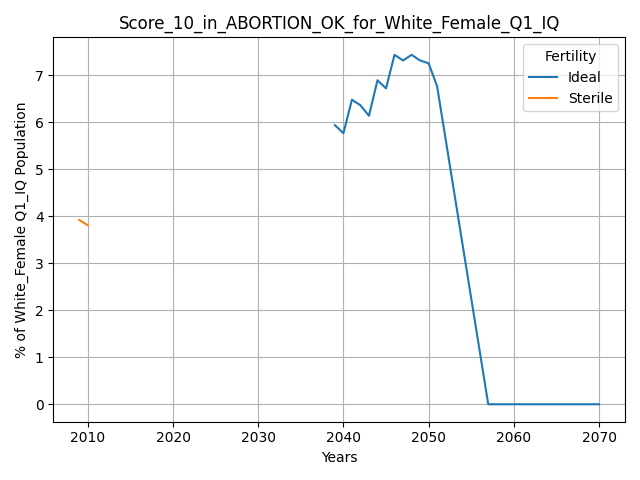 Score_10_in_ABORTION_OK_for_White_Female_Q1_IQ
% of White_Female Q1_IQ Population
7
6
5
4
3
2
1
0
Fertility
Ideal
Sterile
2010 2020 2030 2040 2050 2060 2070
Years